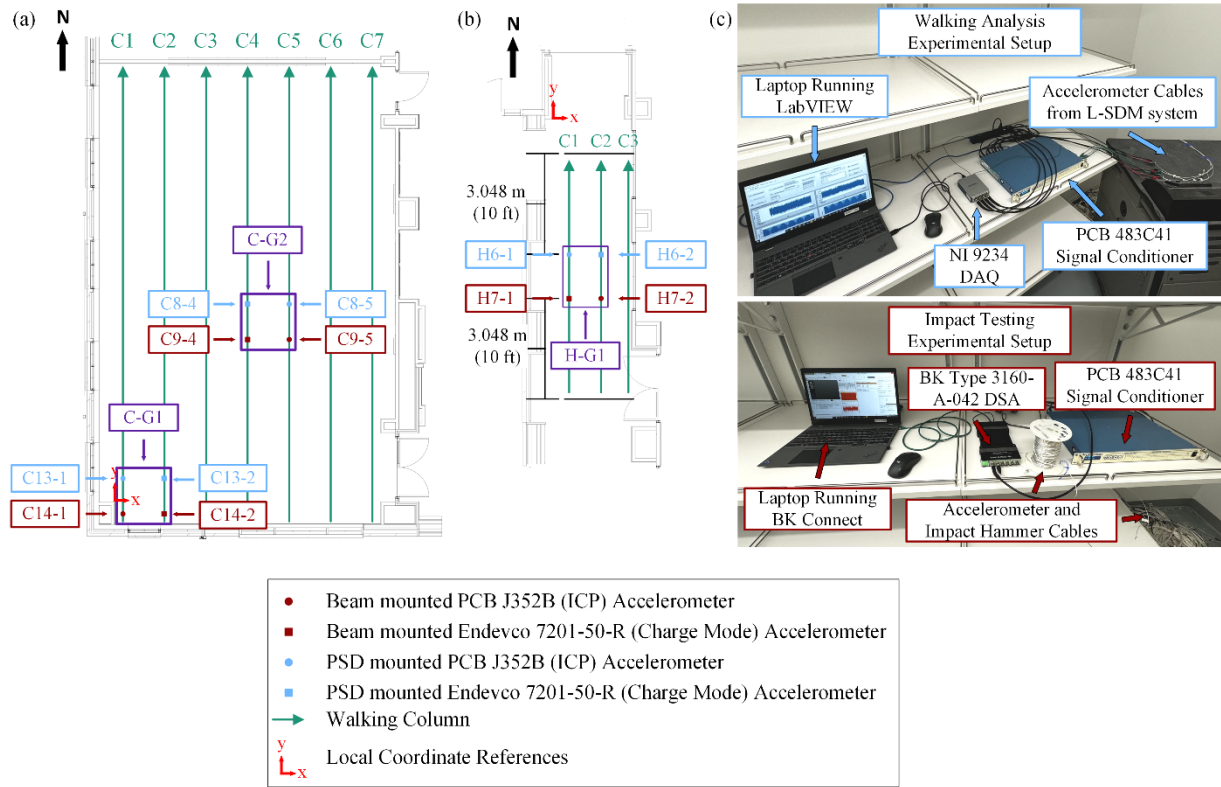 (a)
N
C1 C2 C3 C4 C5 C6 C7
C-G2
C8-4
C8-5
C9-4
C9-5
C-G1
C13-1
C13-2
y
x
C14-1
C14-2
(b)
N
y
x
C1 C2 C3
3.048 m
(10 ft)
H6-1
H6-2
H7-1
H7-2
3.048 m
(10 ft)
H-G1
(c)
Walking Analysis
Experimental Setup
Laptop Running
LabVIEW
Accelerometer Cables
from L-SDM system
NI 9234
DAQ
PCB 483C41
Signal Conditioner
Impact Testing
Experimental Setup
BK Type 3160-
A-042 DSA
PCB 483C41
Signal Conditioner
Laptop Running
BK Connect
Accelerometer and
Impact Hammer Cables
Beam mounted PCB J352B (ICP) Accelerometer
Beam mounted Endevco 7201-50-R (Charge Mode) Accelerometer
PSD mounted PCB J352B (ICP) Accelerometer
PSD mounted Endevco 7201-50-R (Charge Mode) Accelerometer
Walking Column
y
x
Local Coordinate References